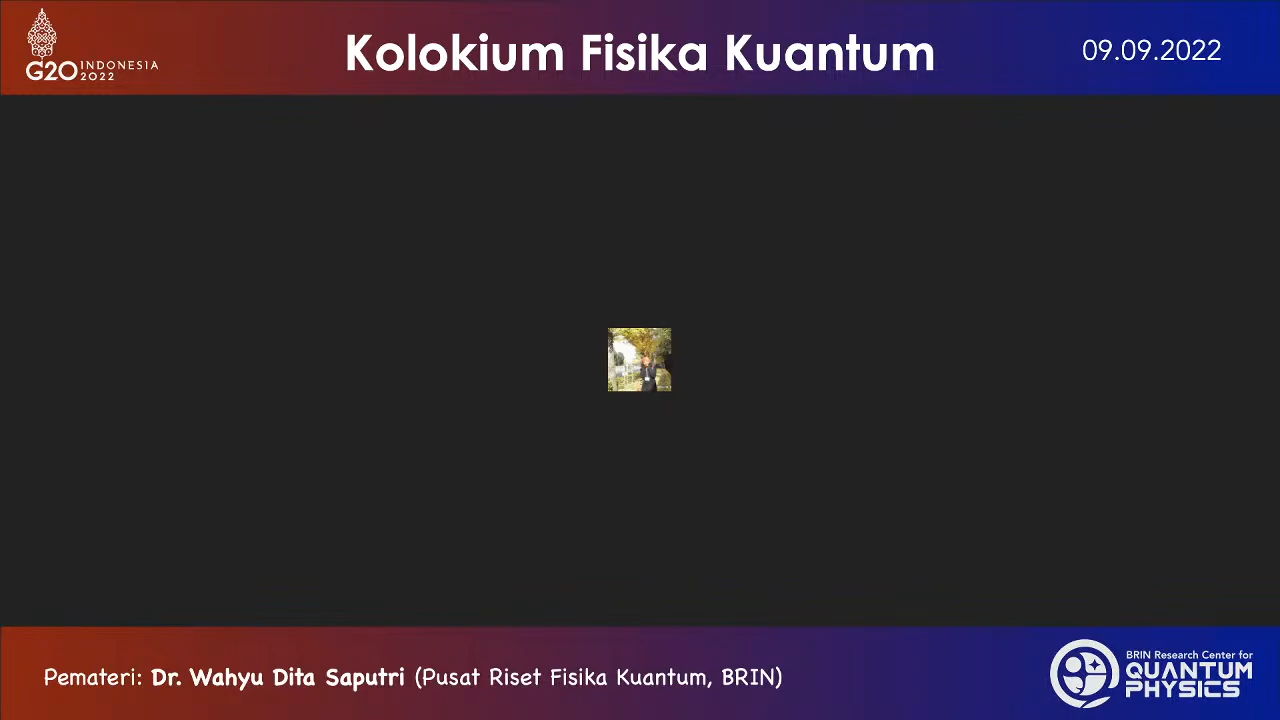 G20 INDONESIA 2022
Kolokium Fisika Kuantum
09.09.2022
Pemateri: Dr. Wahyu Dita Saputri (Pusat Riset Fisika Kuantum, BRIN)
BRIN Research Center for
QUANTUM
PHYSICS